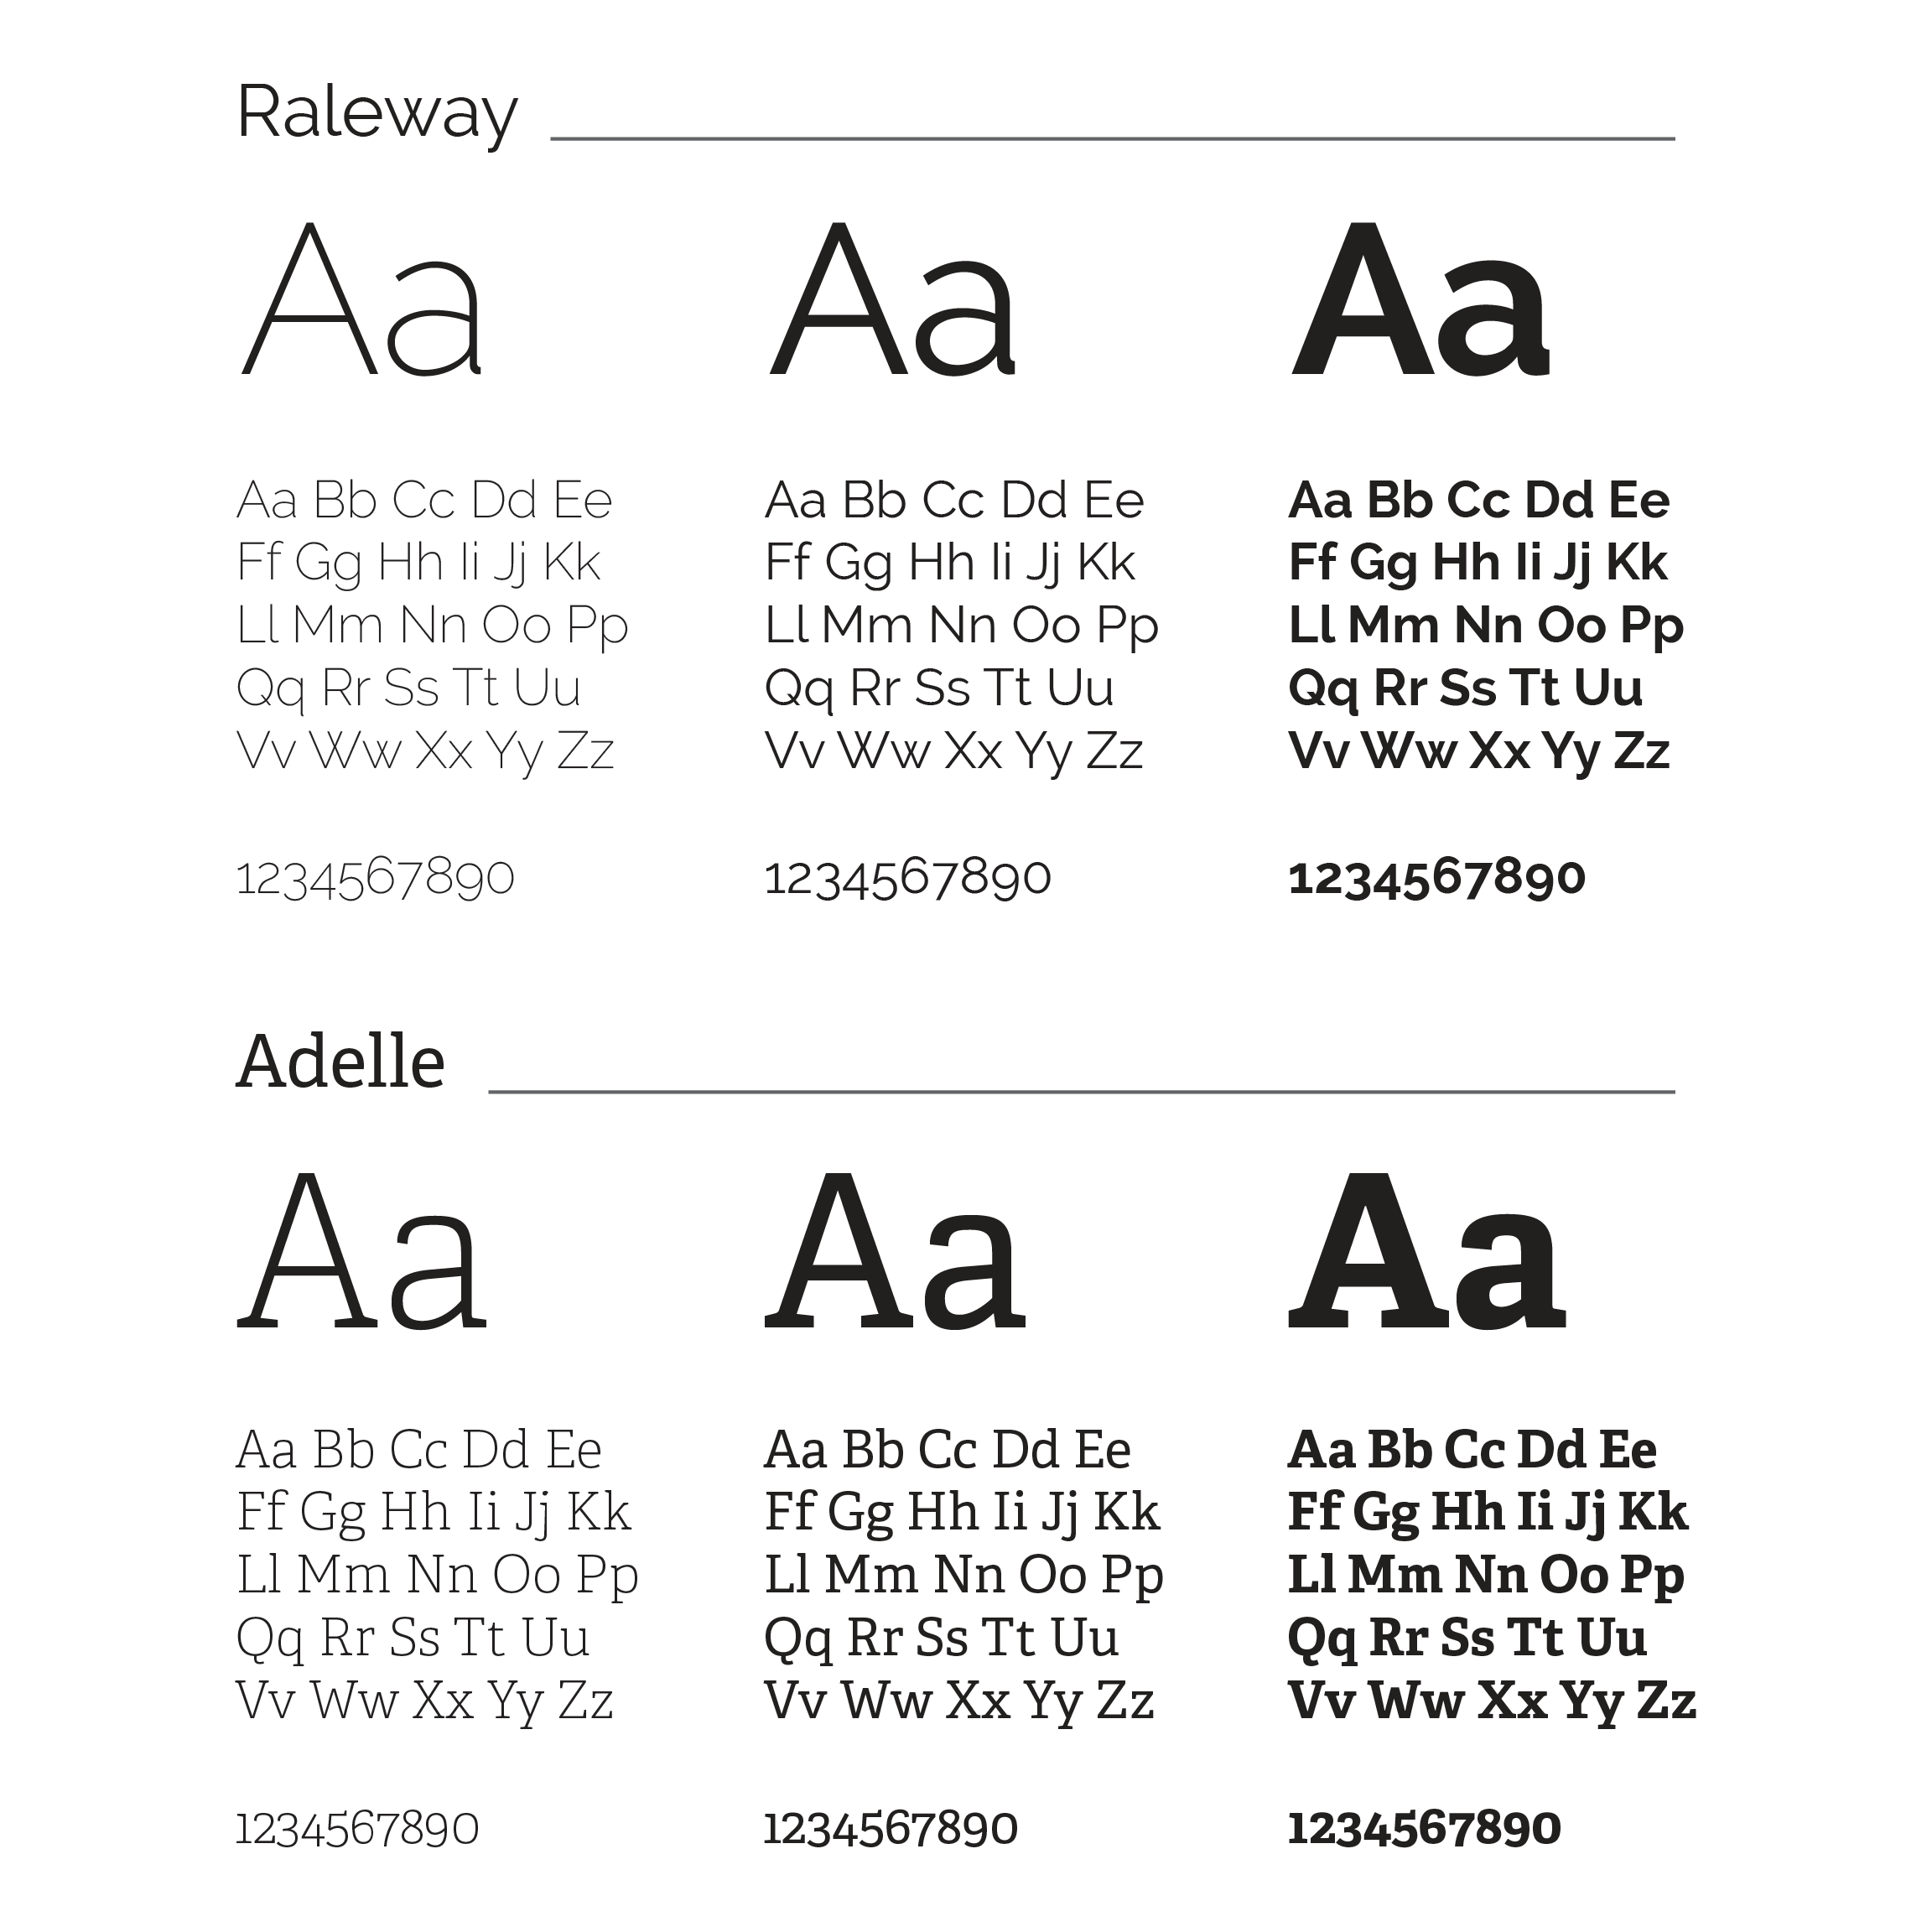 Raleway
Aa Aa Aa
Aa Bb Cc Dd Ee
Ff Gg Hh Ii Jj Kk
Ll Mm Nn Oo Pp
Qq Rr Ss Tt Uu
Vv Ww Xx Yy Zz
1234567890
Aa Bb Cc Dd Ee
Ff Gg Hh Ii Jj Kk
Ll Mm Nn Oo Pp
Qq Rr Ss Tt Uu
Vv Ww Xx Yy Zz
1234567890
Aa Bb Cc Dd Ee
Ff Gg Hh Ii Jj Kk
Ll Mm Nn Oo Pp
Qq Rr Ss Tt Uu
Vv Ww Xx Yy Zz
1234567890
Adelle
Aa Aa Aa
Aa Bb Cc Dd Ee
Ff Gg Hh Ii Jj Kk
Ll Mm Nn Oo Pp
Qq Rr Ss Tt Uu
Vv Ww Xx Yy Zz
1234567890
Aa Bb Cc Dd Ee
Ff Gg Hh Ii Jj Kk
Ll Mm Nn Oo Pp
Qq Rr Ss Tt Uu
Vv Ww Xx Yy Zz
1234567890
Aa Bb Cc Dd Ee
Ff Gg Hh Ii Jj Kk
Ll Mm Nn Oo Pp
Qq Rr Ss Tt Uu
Vv Ww Xx Yy Zz
1234567890